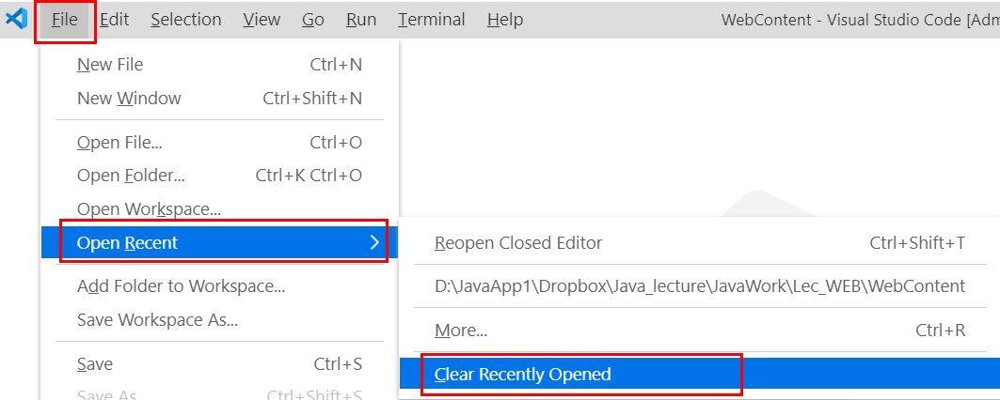 File Edit Selection View Go Run Terminal Help WebContent - Visual Studio Code [Adm
New File Ctrl+N
New Window Ctrl+Shift+N
Open File... Ctrl+O
Open Folder... Ctrl+K Ctrl+O
Open Workspace...
Open Recent
Add Folder to Workspace...
Save Workspace As...
Save Ctrl+S
Save As Ctrl+Shift+S
Reopen Closed Editor Ctrl+Shift+T
D:\JavaApp1\Dropbox\Java_lecture\JavaWork\Lec_WEB\WebContent
More... Ctrl+R
Clear Recently Opened